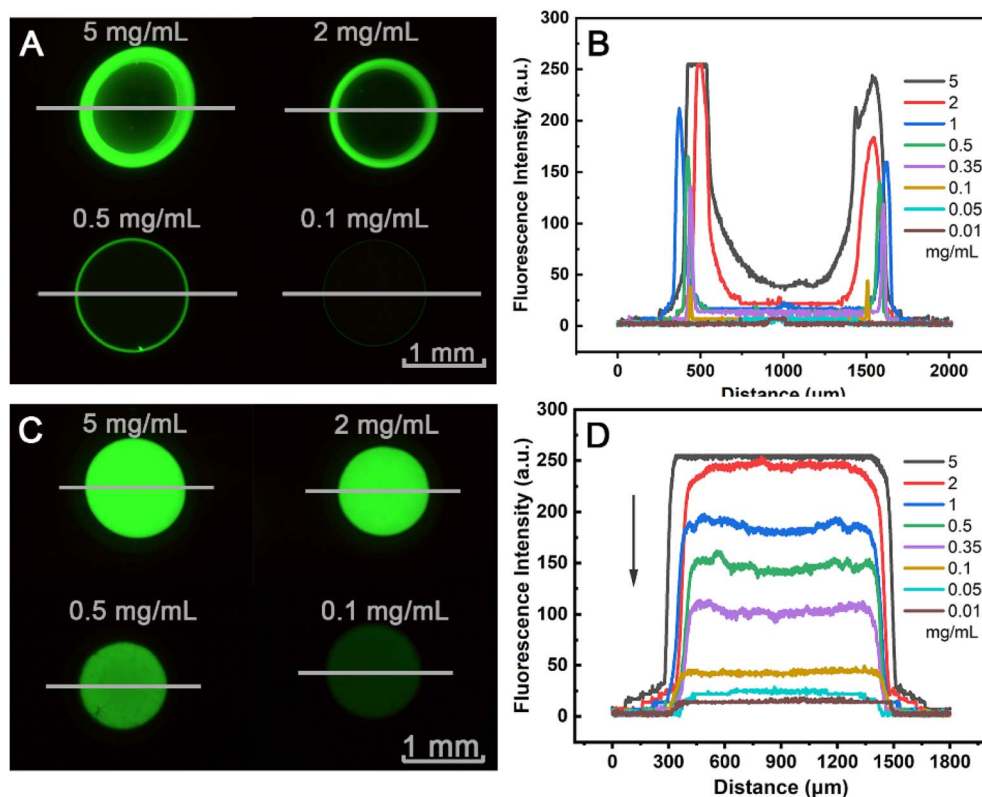 A
5 mg/mL
2 mg/mL
0.5 mg/mL
0.1 mg/mL
1 mm
B
Fluorescence Intensity (a.u.)
300
250
200
150
100
50
0
0 500 1000 1500 2000
Distance (μm)
5
2
1
0.5
0.35
0.1
0.05
0.01
mg/mL
C
5 mg/mL
2 mg/mL
0.5 mg/mL
0.1 mg/mL
1 mm
D
Fluorescence Intensity (a.u.)
300
250
200
150
100
50
0
0 300 600 900 1200 1500 1800
Distance (μm)
5
2
1
0.5
0.35
0.1
0.05
0.01
mg/mL